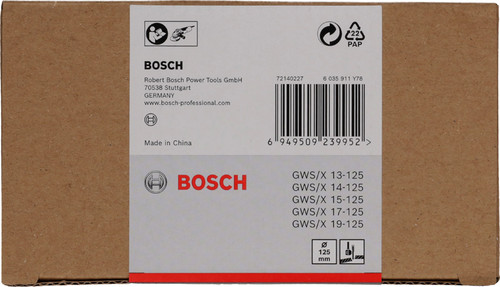 22
PAP
BOSCH
Robert Bosch Power Tools GmbH
70538 Stuttgart
GERMANY
www.bosch-professional.com
Made in China
72140227 6 035 911 Y78
6 949509 239952 >
BOSCH
GWS/X 13-125
GWS/X 14-125
GWS/X 15-125
GWS/X 17-125
GWS/X 19-125
Ø
125
mm